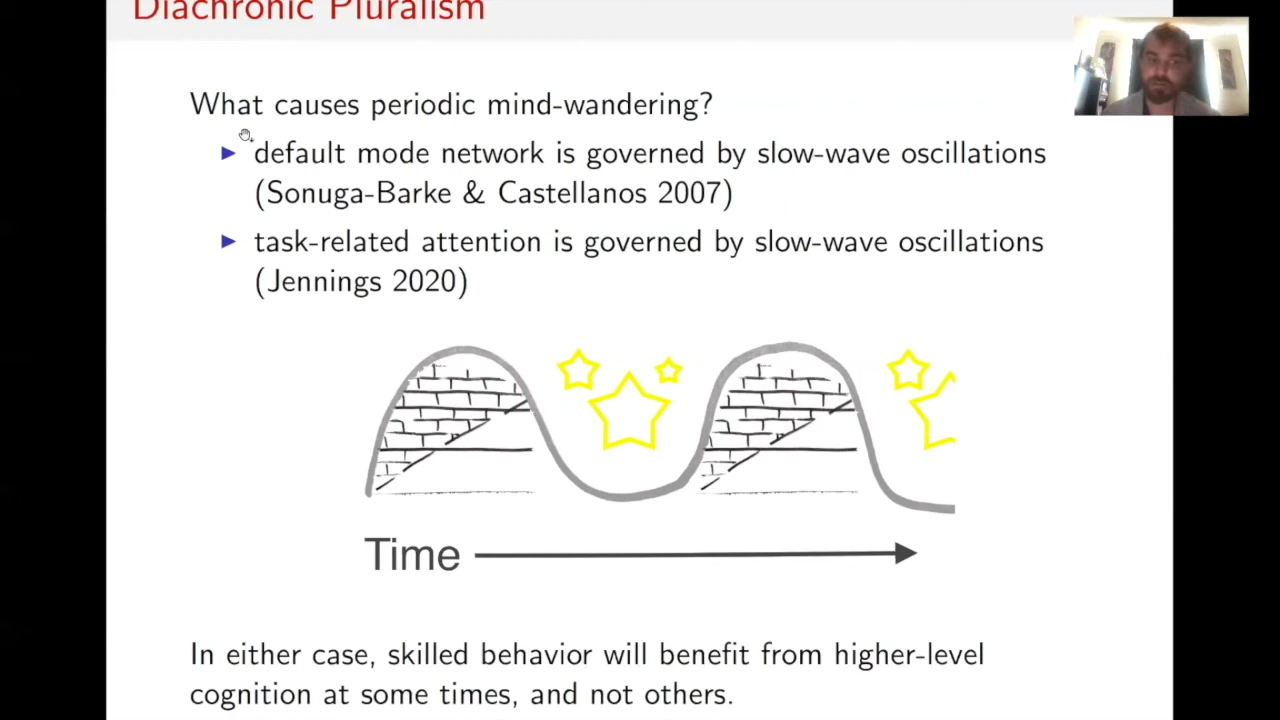 Diachronic Pluralism
What causes periodic mind-wandering?
default mode network is governed by slow-wave oscillations
(Sonuga-Barke & Castellanos 2007)
task-related attention is governed by slow-wave oscillations
(Jennings 2020)
Time
In either case, skilled behavior will benefit from higher-level
cognition at some times, and not others.